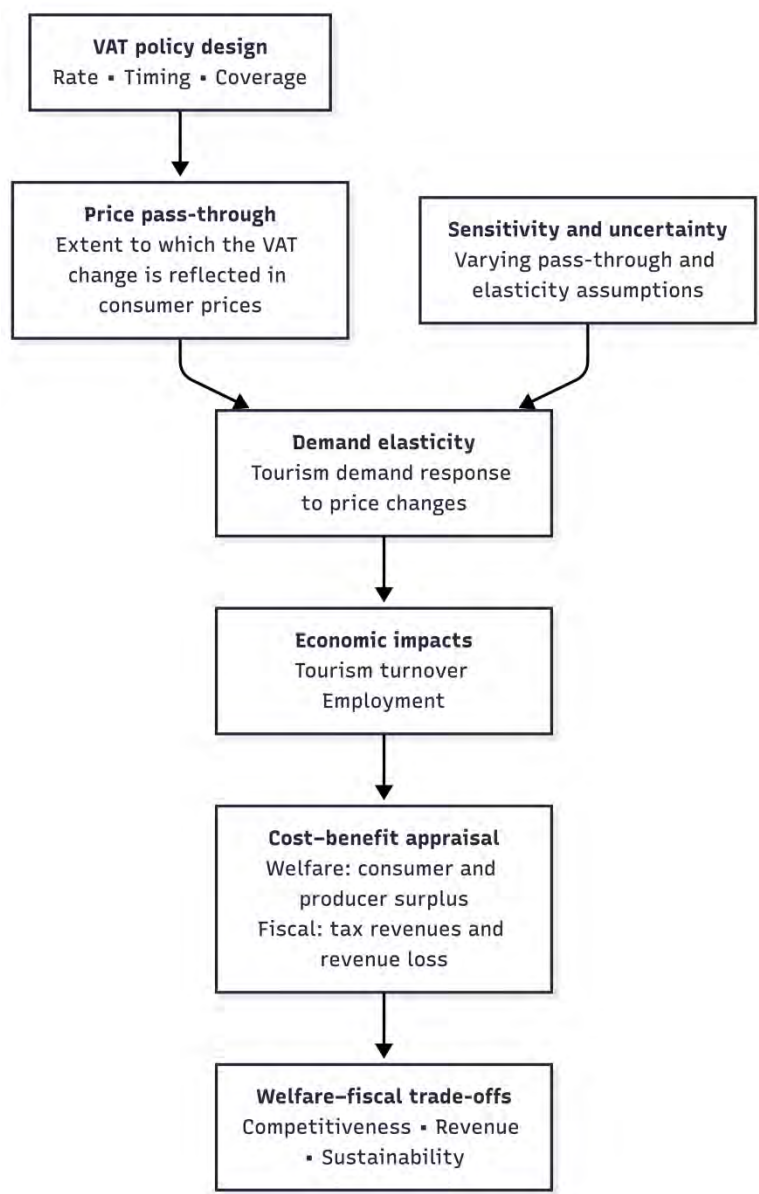 VAT policy design
Rate ▪ Timing ▪ Coverage
Price pass-through
Extent to which the VAT
change is reflected in
consumer prices
Sensitivity and uncertainty
Varying pass-through and
elasticity assumptions
Demand elasticity
Tourism demand response
to price changes
Economic impacts
Tourism turnover
Employment
Cost–benefit appraisal
Welfare: consumer and
producer surplus
Fiscal: tax revenues and
revenue loss
Welfare–fiscal trade-offs
Competitiveness ▪ Revenue
▪ Sustainability